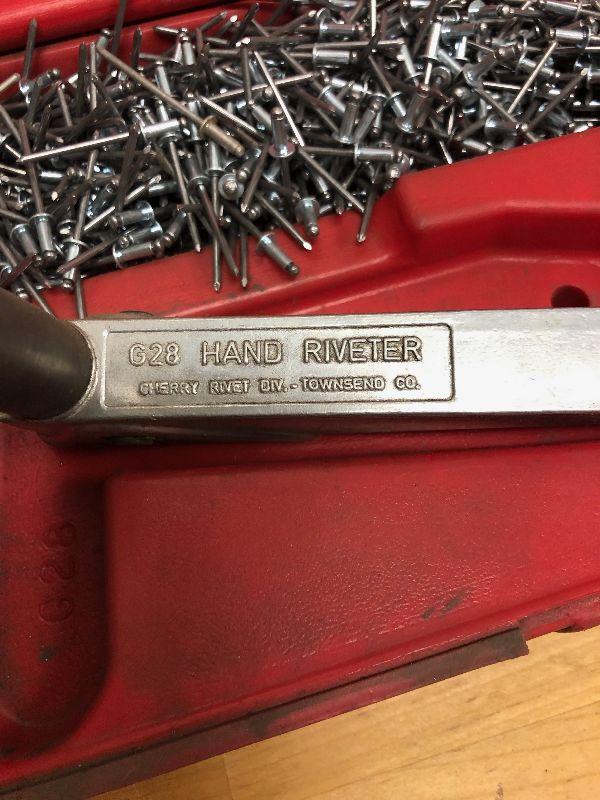 G28 HAND RIVETER
CHERRY RIVET DIV. - TOWNSEND CO.
G28